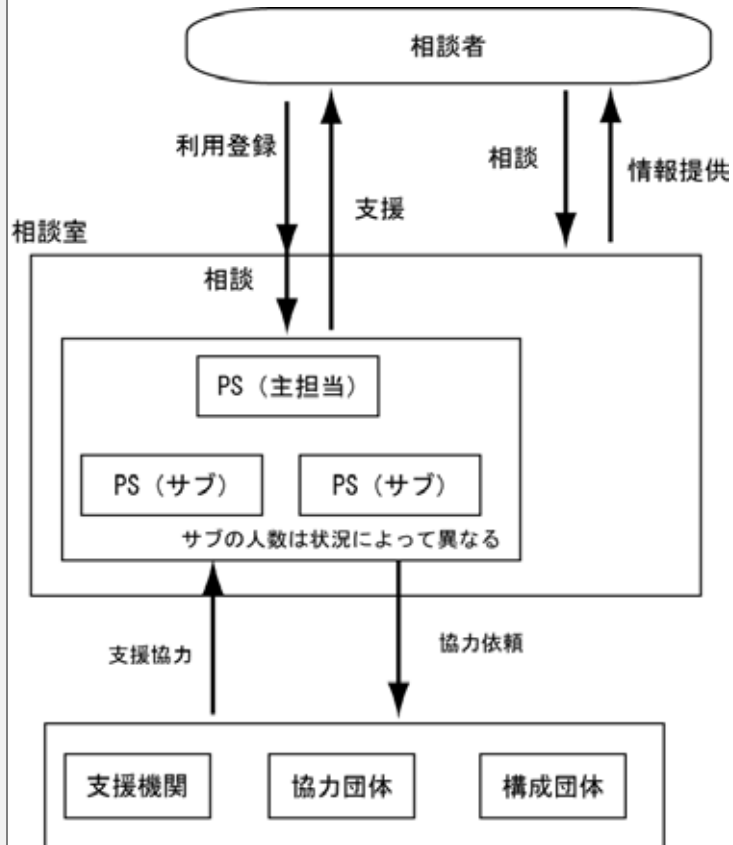 相談者
利用登録
支援
相談
情報提供
相談室
相談
PS（主担当）
PS（サブ）
PS（サブ）
サブの人数は状況によって異なる
支援協力
協力依頼
支援機関
協力団体
構成団体